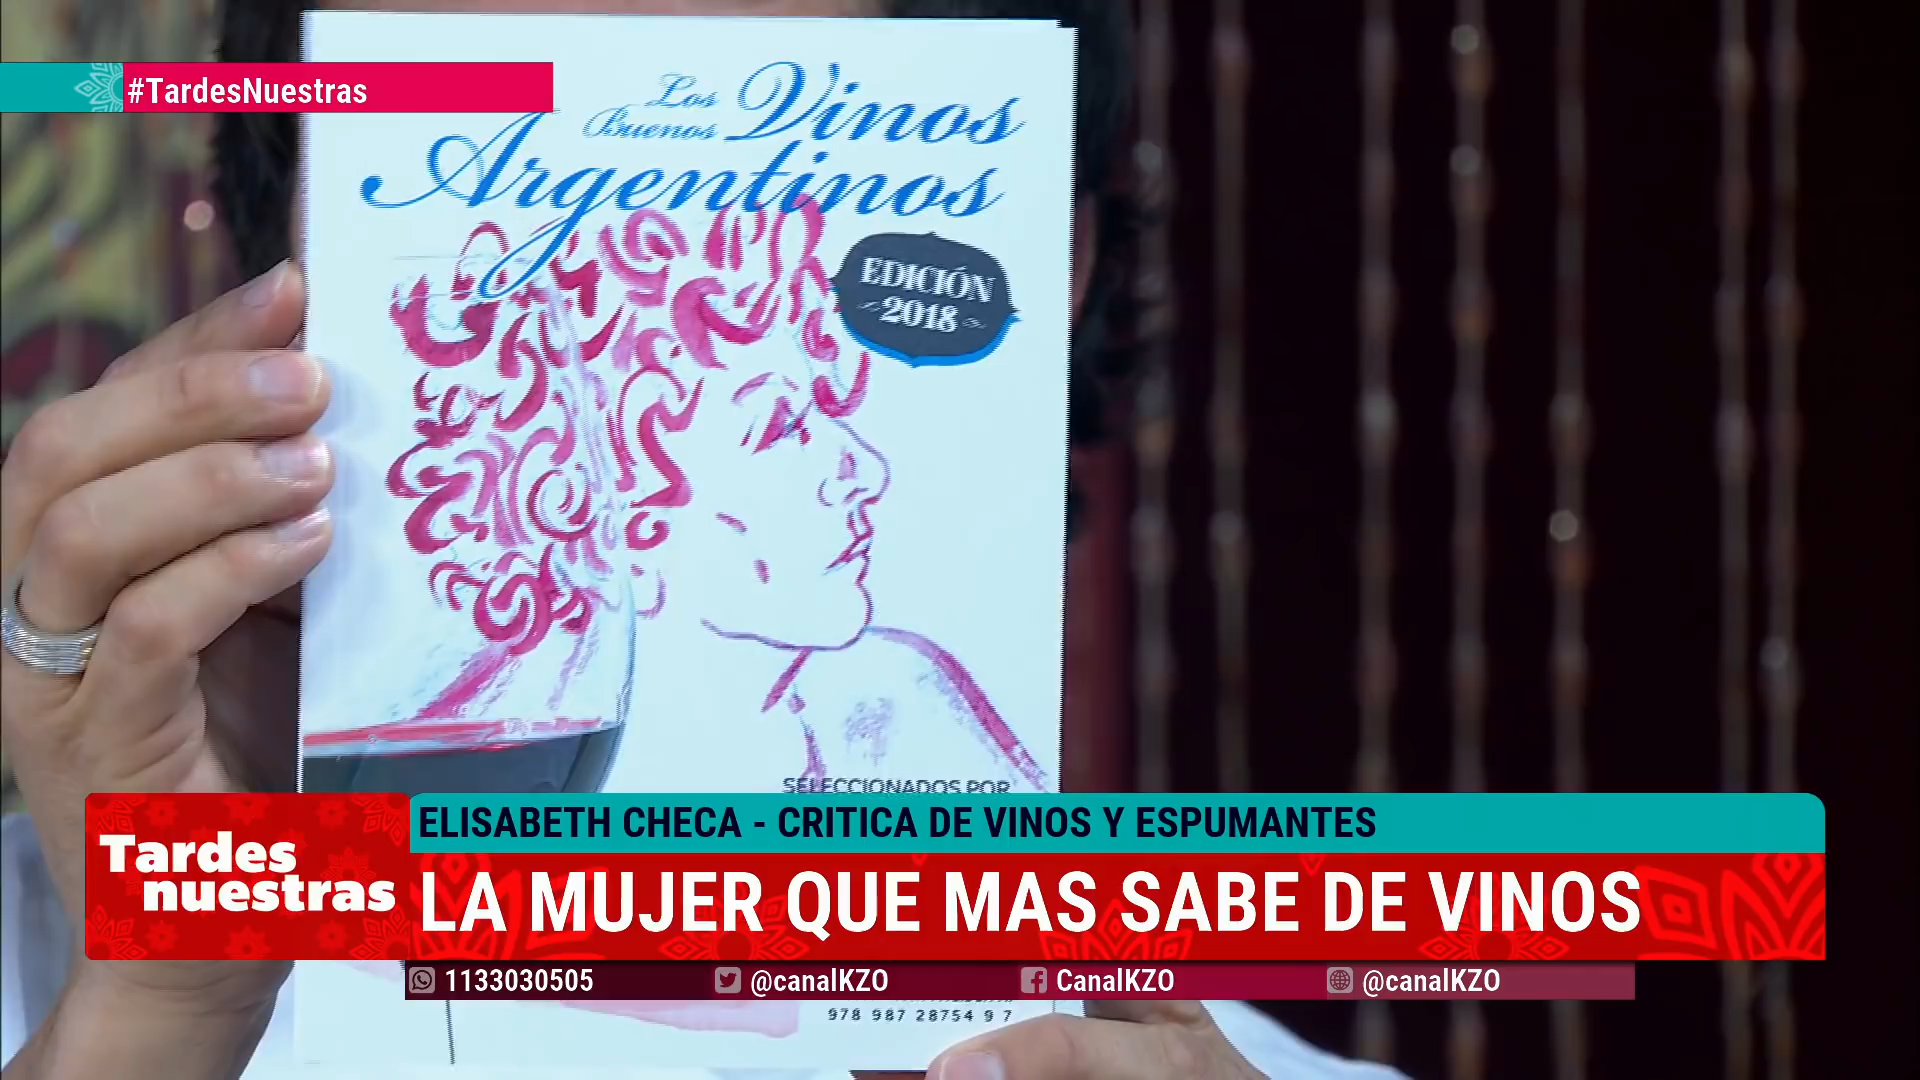 #TardesNuestras
Los
Buenos Vinos
Argentinos
EDICIÓN
2018
SELECCIONADOS POR
ELISABETH CHECA - CRITICA DE VINOS Y ESPUMANTES
Tardes
nuestras
LA MUJER QUE MAS SABE DE VINOS
1133030505 @canalKZO CanalKZO @canalKZO
978 987 28754 9 7